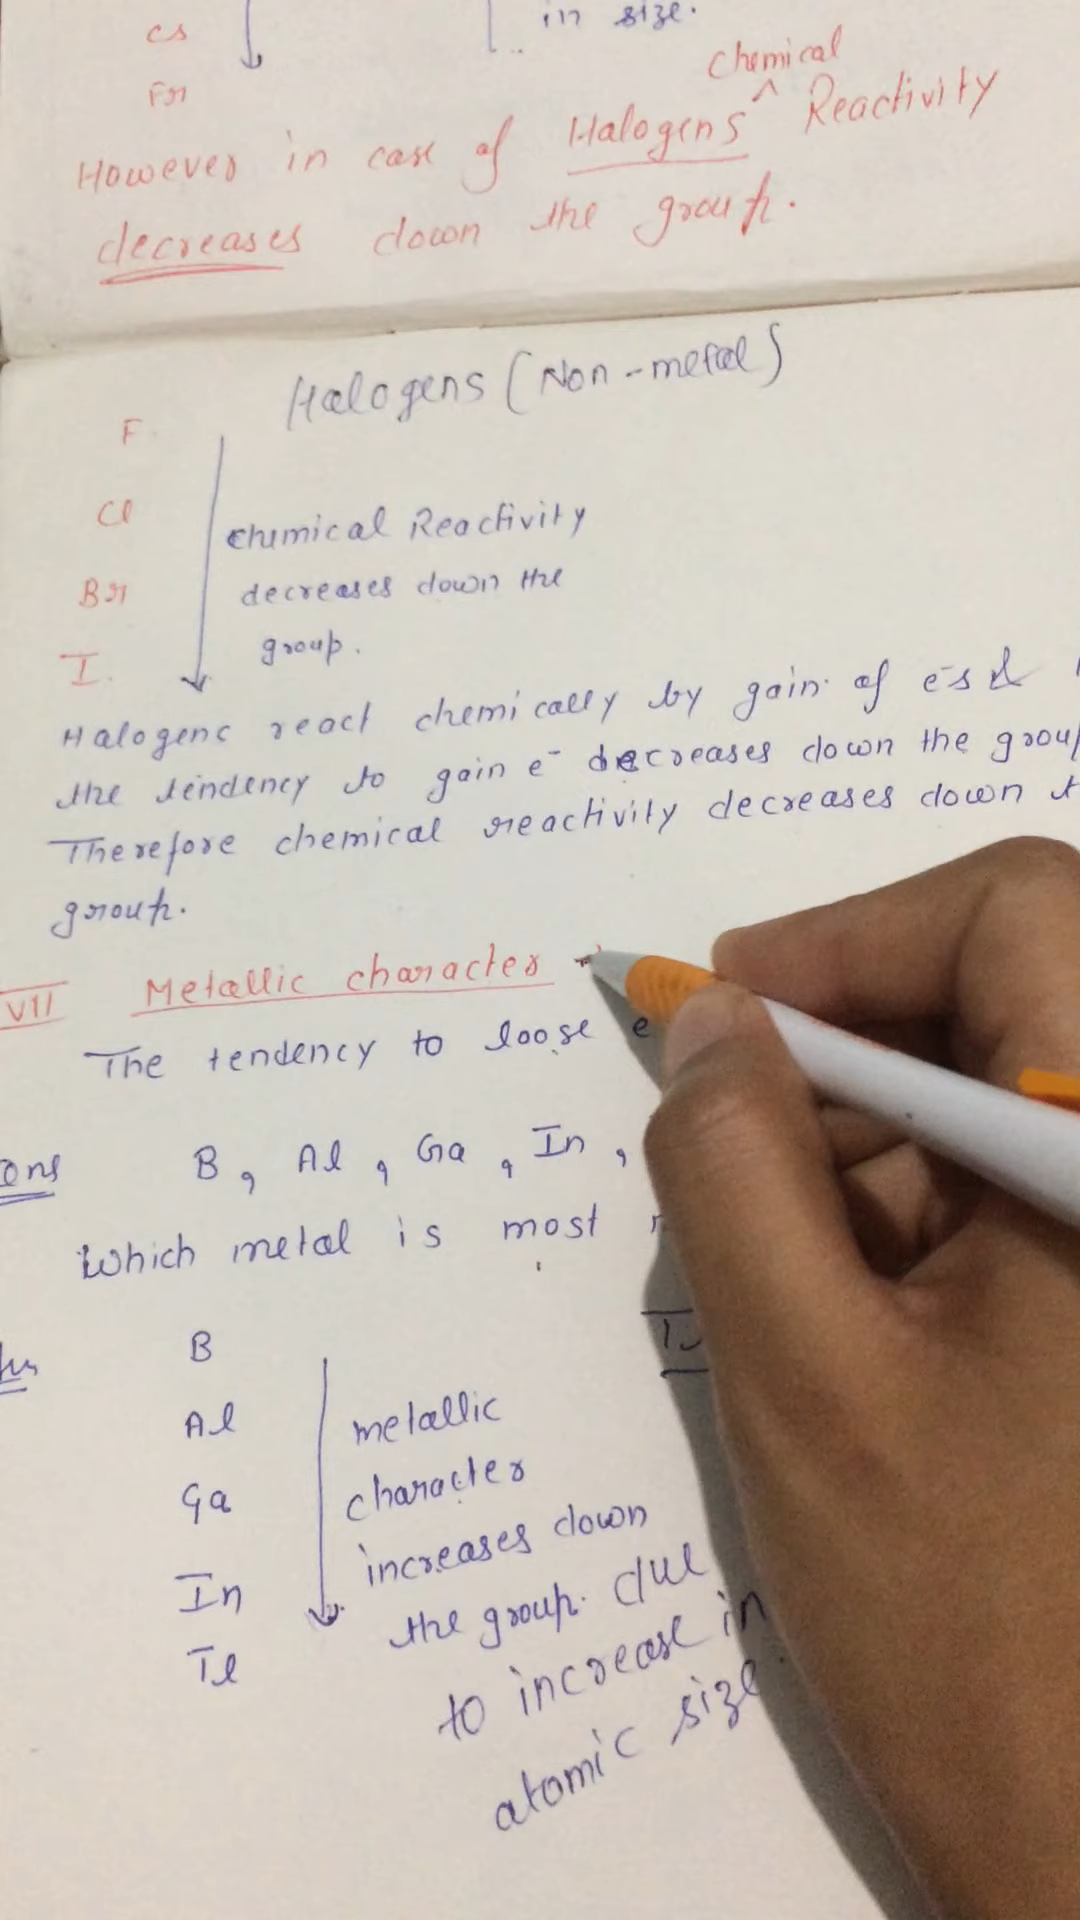 Cs
in size.
Fr
Chemical
However in case of Halogens ^ Reactivity
decreases down the group.
Halogens (Non-metal)
F
Cl
Chemical Reactivity
Br
decreases down the
group.
I
Halogens react chemically by gain of e-s &
the tendency to gain e- decreases down the group
Therefore chemical reactivity decreases down
group.
VII Metallic character
The tendency to loose e
B, Al, Ga, In,
Which metal is most
B
Al
metallic
Ga
character
increases down
In
the group. due
Tl
to increase in
atomic size.